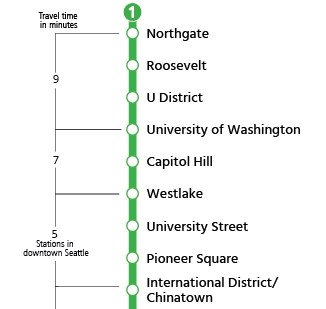 Travel time
in minutes
1
Northgate
Roosevelt
9
U District
University of Washington
7
Capitol Hill
Westlake
University Street
5
Stations in
downtown Seattle
Pioneer Square
International District/
Chinatown